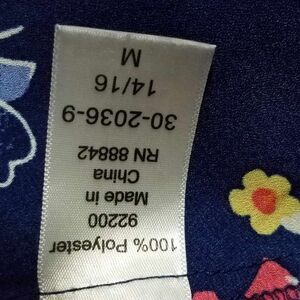 100% Polyester
92200
Made in
China
RN 88842
30-2036-9
14/16
M